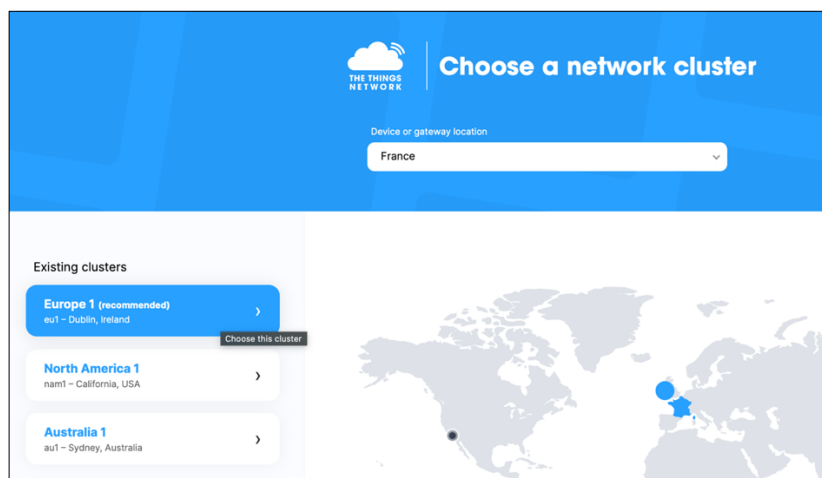 THE THINGS
NETWORK
Choose a network cluster
Device or gateway location
France
Existing clusters
Europe 1 (recommended)
eu1 – Dublin, Ireland
Choose this cluster
North America 1
nam1 – California, USA
Australia 1
au1 – Sydney, Australia